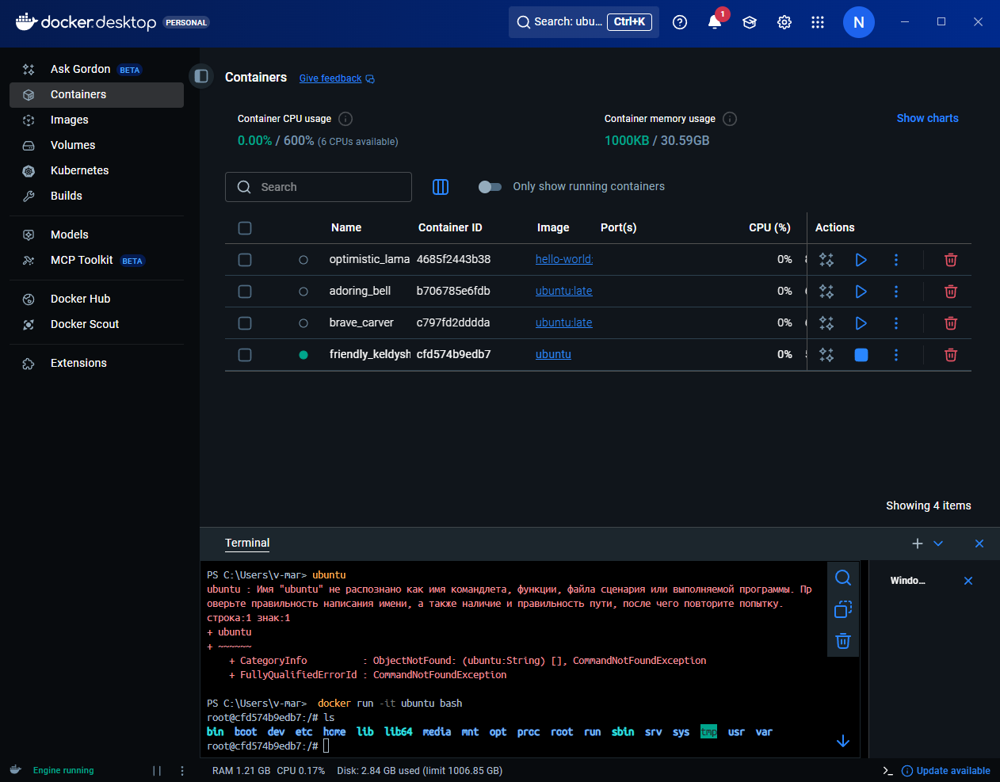 docker.desktop PERSONAL
Search: ubu... Ctrl+K
1
N
Ask Gordon BETA
Containers
Images
Volumes
Kubernetes
Builds
Models
MCP Toolkit BETA
Docker Hub
Docker Scout
Extensions
Containers Give feedback
Container CPU usage
0.00% / 600% (6 CPUs available)
Container memory usage
1000KB / 30.59GB
Show charts
Search
Only show running containers
Name Container ID Image Port(s) CPU (%) Actions
optimistic_lama 4685f2443b38 hello-world: 0%
adoring_bell b706785e6fdb ubuntu:late 0%
brave_carver c797fd2dddda ubuntu:late 0%
friendly_keldysh cfd574b9edb7 ubuntu 0%
Showing 4 items
Terminal
PS C:\Users\v-mar> ubuntu
ubuntu : Имя "ubuntu" не распознано как имя командлета, функции, файла сценария или выполняемой программы. Пр
оверьте правильность написания имени, а также наличие и правильность пути, после чего повторите попытку.
строка:1 знак:1
+ ubuntu
+ ~~~~~~
    + CategoryInfo          : ObjectNotFound: (ubuntu:String) [], CommandNotFoundException
    + FullyQualifiedErrorId : CommandNotFoundException
PS C:\Users\v-mar>  docker run -it ubuntu bash
root@cfd574b9edb7:/# ls
bin boot dev etc home lib lib64 media mnt opt proc root run sbin srv sys tmp usr var
root@cfd574b9edb7:/#
Windo...
Engine running
RAM 1.21 GB CPU 0.17% Disk: 2.84 GB used (limit 1006.85 GB)
Update available